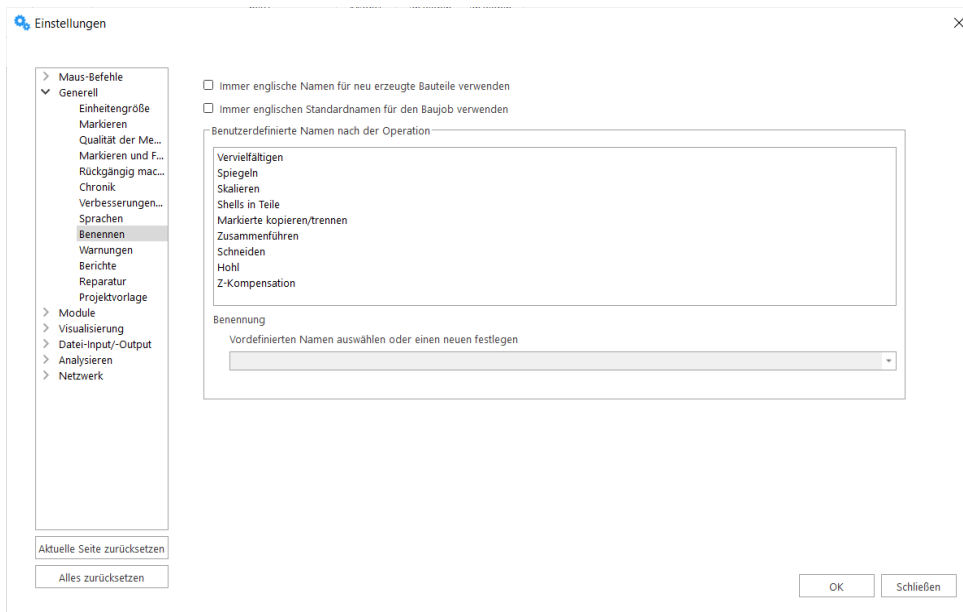 Einstellungen
Maus-Befehle
Generell
Einheitengröße
Markieren
Qualität der Me...
Markieren und F...
Rückgängig mac...
Chronik
Verbesserungen...
Sprachen
Benennen
Warnungen
Berichte
Reparatur
Projektvorlage
Module
Visualisierung
Datei-Input/-Output
Analysieren
Netzwerk
Aktuelle Seite zurücksetzen
Alles zurücksetzen
Immer englische Namen für neu erzeugte Bauteile verwenden
Immer englischen Standardnamen für den Baujob verwenden
Benutzerdefinierte Namen nach der Operation
Vervielfältigen
Spiegeln
Skalieren
Shells in Teile
Markierte kopieren/trennen
Zusammenführen
Schneiden
Hohl
Z-Kompensation
Benennung
Vordefinierten Namen auswählen oder einen neuen festlegen
OK
Schließen